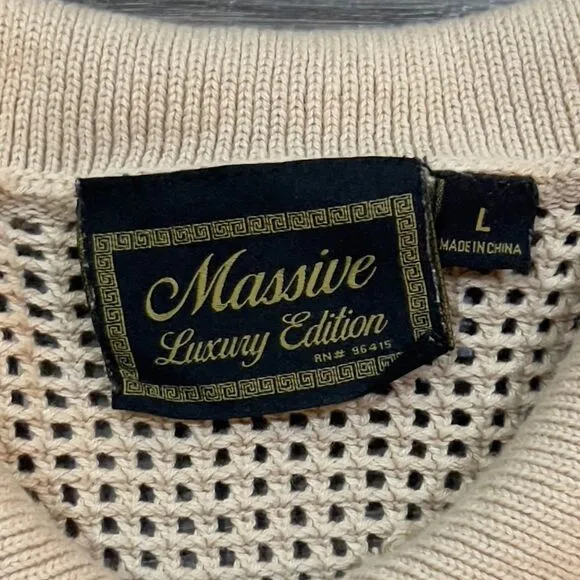 Massive
Luxury Edition
RN# 96415
L
MADE IN CHINA